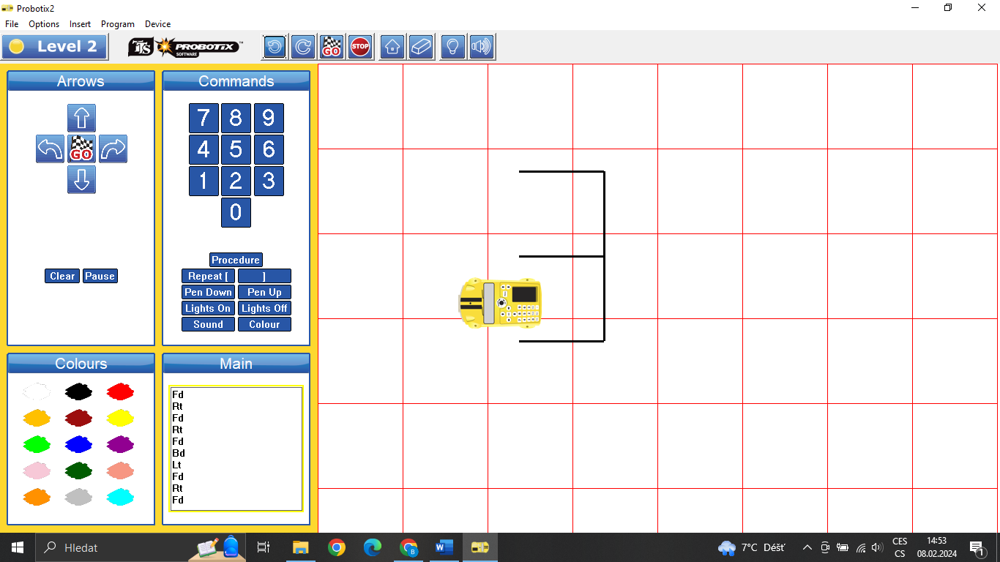 Probotix2
File Options Insert Program Device
Level 2
TTS PROBOTIX™
SOFTWARE
GO
STOP
Arrows
GO
Clear Pause
Commands
7 8 9
4 5 6
1 2 3
0
Procedure
Repeat [ ]
Pen Down Pen Up
Lights On Lights Off
Sound Colour
Colours
Main
Fd
Rt
Fd
Rt
Fd
Bd
Lt
Fd
Rt
Fd
Hledat
B
W
7°C Déšť
CES
CS
14:53
08.02.2024
1